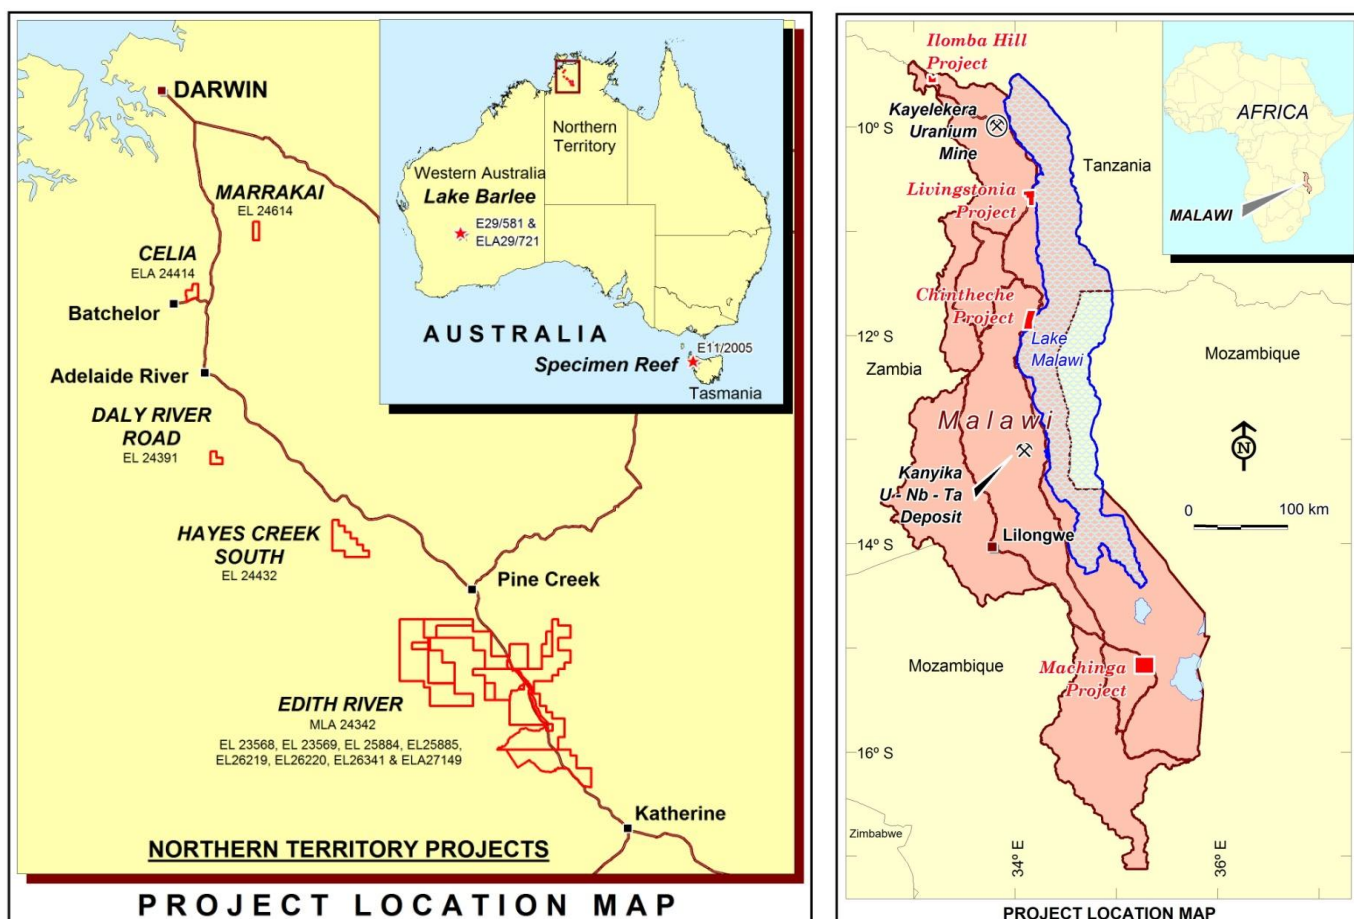 DARWIN
MARRAKAI
EL 24614
CELIA
ELA 24414
Batchelor
Adelaide River
DALY RIVER
ROAD
EL 24391
HAYES CREEK
SOUTH
EL 24432
Pine Creek
EDITH RIVER
MLA 24342
EL 23568, EL 23569, EL 25884, EL25885,
EL26219, EL26220, EL26341 & ELA27149
Katherine
NORTHERN TERRITORY PROJECTS
Northern
Territory
Western Australia
Lake Barlee
E29/581 &
ELA29/721
AUSTRALIA
E11/2005
Specimen Reef
Tasmania
PROJECT LOCATION MAP
Ilomba Hill
Project
Kayelekera
Uranium
Mine
10º S
Tanzania
Livingstonia
Project
AFRICA
MALAWI
Chintheche
Project
12º S
Lake
Malawi
Zambia
Mozambique
Malawi
N
Kanyika
U - Nb - Ta
Deposit
0 100 km
Lilongwe
14º S
Mozambique
Machinga
Project
16º S
Zimbabwe
34º E
36º E
PROJECT LOCATION MAP